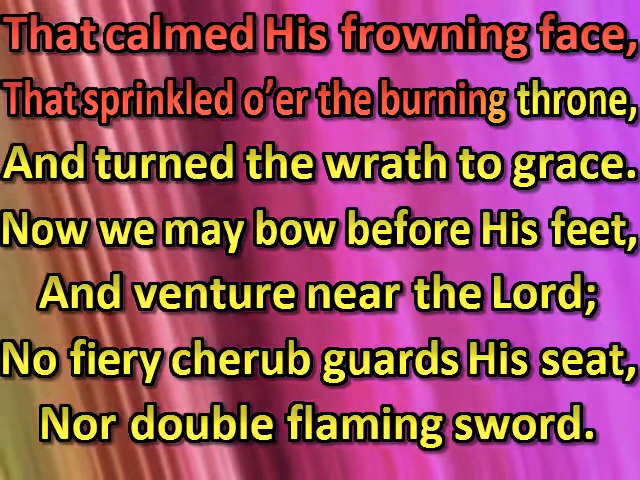 That calmed His frowning face,
That sprinkled o’er the burning throne,
And turned the wrath to grace.
Now we may bow before His feet,
And venture near the Lord;
No fiery cherub guards His seat,
Nor double flaming sword.